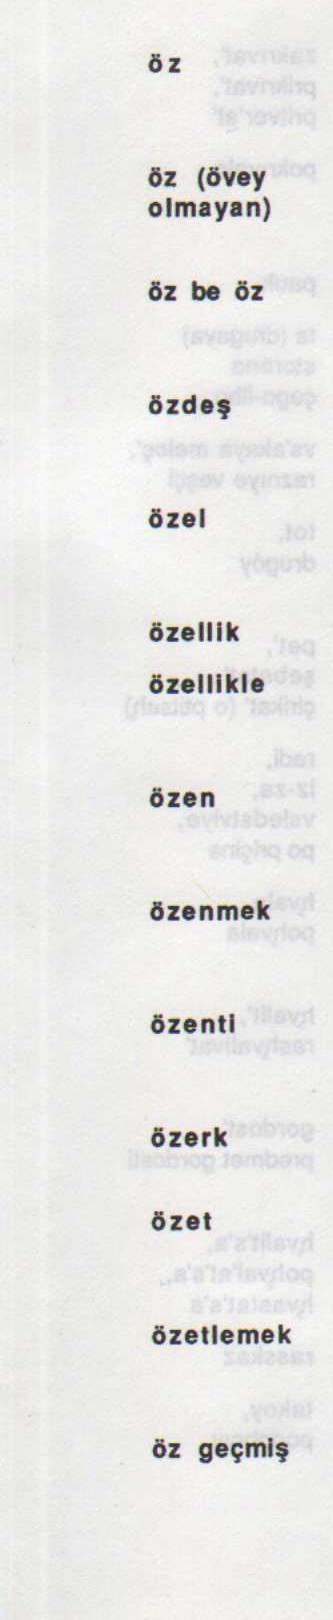 öz
öz (övey
olmayan)
öz be öz
özdeş
özel
özellik
özellikle
özen
özenmek
özenti
özerk
özet
özetlemek
öz geçmiş